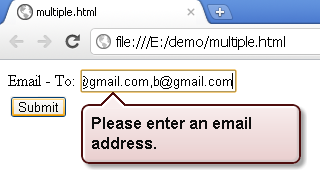 multiple.html
file:///E:/demo/multiple.html
Email - To: @gmail.com,b@gmail.com
Submit
Please enter an email
address.